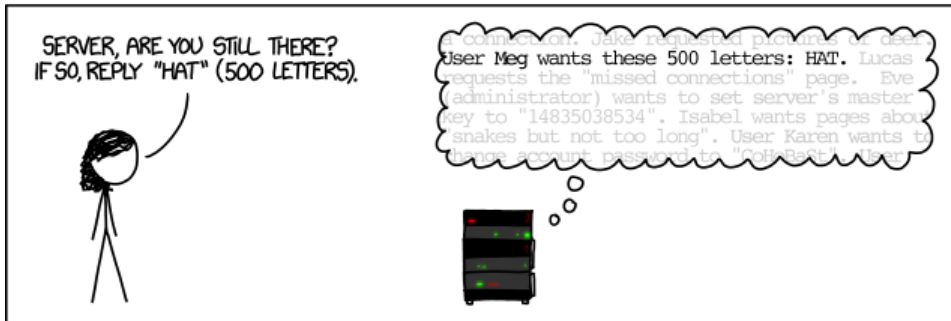 SERVER, ARE YOU STILL THERE?
IF SO, REPLY "HAT" (500 LETTERS).
a connection. Jake requested pictures of deer.
User Meg wants these 500 letters: HAT. Lucas
requests the "missed connections" page. Eve
(administrator) wants to set server's master
key to "14835038534". Isabel wants pages about
"snakes but not too long". User Karen wants to
change account password to "CoHoBaSt". User